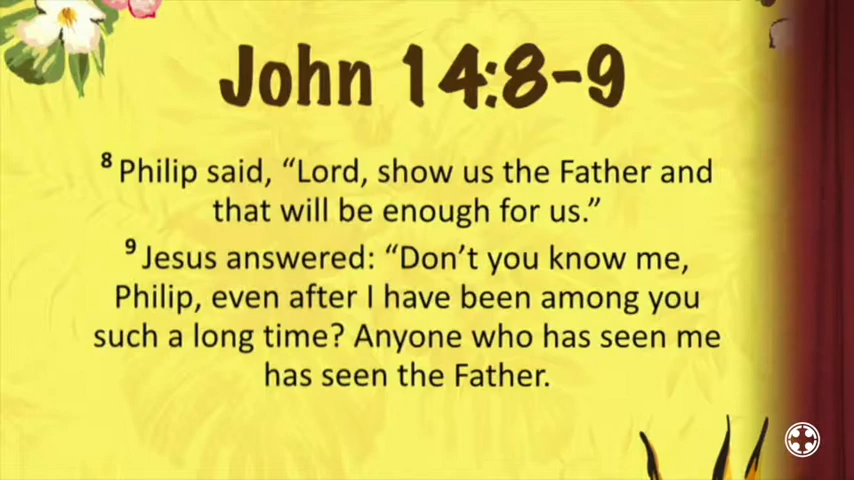 John 14:8-9
⁸ Philip said, “Lord, show us the Father and
that will be enough for us.”
⁹ Jesus answered: “Don’t you know me,
Philip, even after I have been among you
such a long time? Anyone who has seen me
has seen the Father.